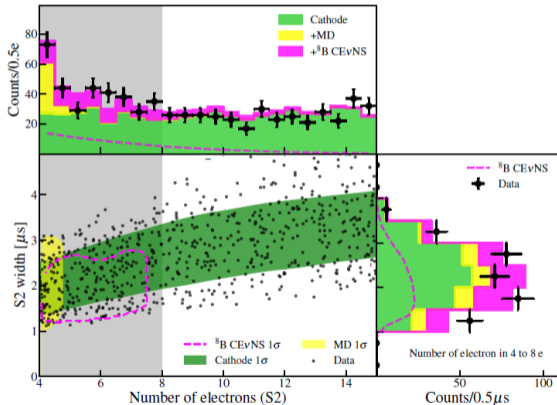 Cathode
+MD
+⁸B CEνNS
Counts/0.5e
80
60
40
20
S2 width [μs]
4
3
2
1
0
⁸B CEνNS 1σ
MD 1σ
Cathode 1σ
Data
4
6
8
10
12
14
Number of electrons (S2)
⁸B CEνNS
Data
Number of electron in 4 to 8 e
50
100
Counts/0.5μs